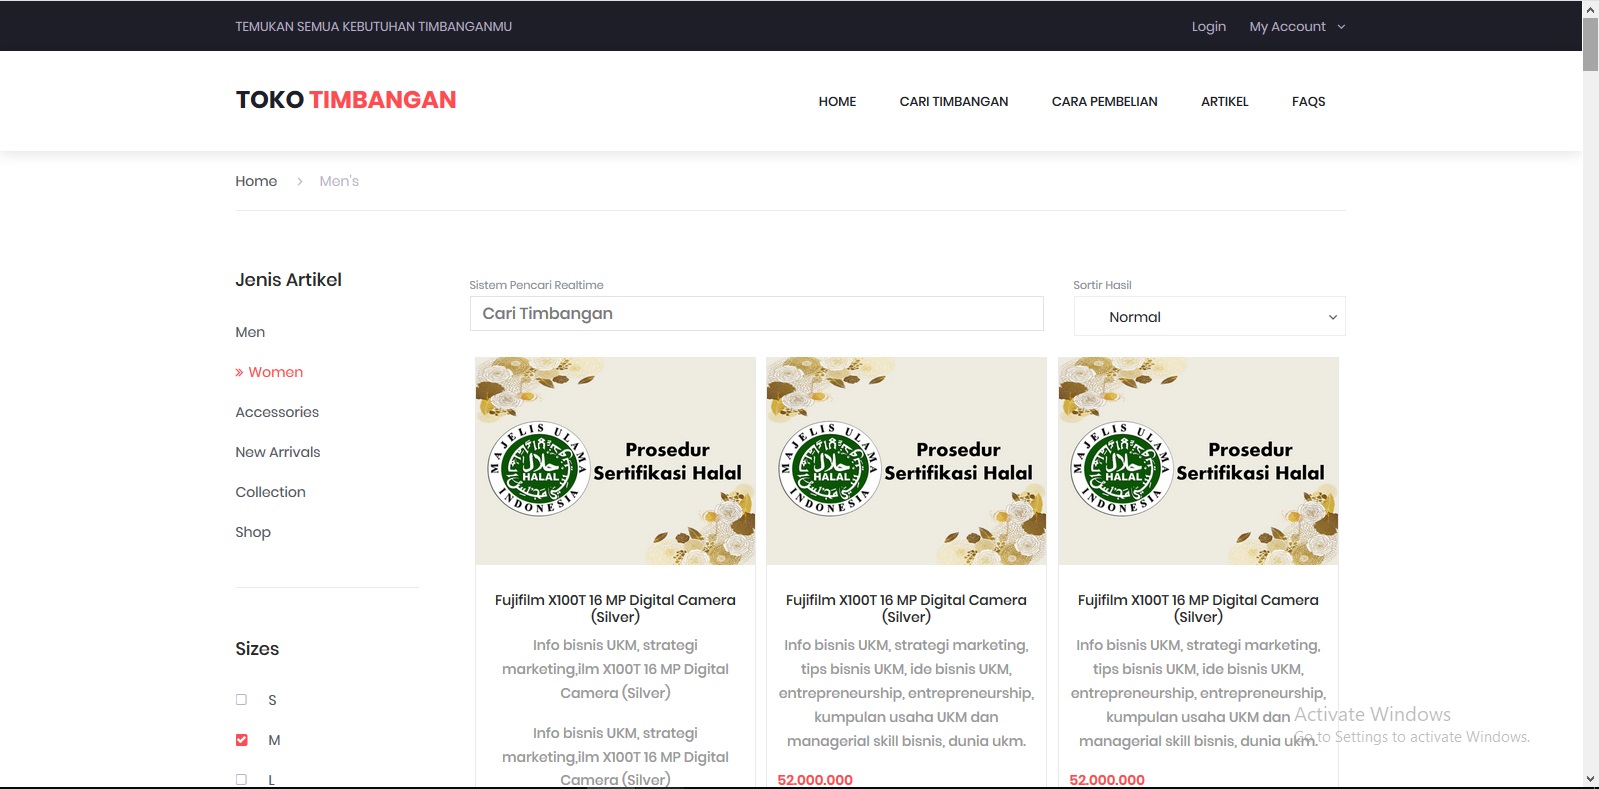 TEMUKAN SEMUA KEBUTUHAN TIMBANGANMU
Login
My Account
TOKO TIMBANGAN
HOME
CARI TIMBANGAN
CARA PEMBELIAN
ARTIKEL
FAQS
Home
Men's
Jenis Artikel
Men
Women
Accessories
New Arrivals
Collection
Shop
Sizes
S
M
L
Sistem Pencari Realtime
Cari Timbangan
Sortir Hasil
Normal
MAJELIS ULAMA
حلال
HALAL
INDONESIA
Prosedur
Sertifikasi Halal
Fujifilm X100T 16 MP Digital Camera
(Silver)
Info bisnis UKM, strategi
marketing,ilm X100T 16 MP Digital
Camera (Silver)
Info bisnis UKM, strategi
marketing,ilm X100T 16 MP Digital
Camera (Silver)
MAJELIS ULAMA
حلال
HALAL
INDONESIA
Prosedur
Sertifikasi Halal
Fujifilm X100T 16 MP Digital Camera
(Silver)
Info bisnis UKM, strategi marketing,
tips bisnis UKM, ide bisnis UKM,
entrepreneurship, entrepreneurship,
kumpulan usaha UKM dan
managerial skill bisnis, dunia ukm.
52.000.000
MAJELIS ULAMA
حلال
HALAL
INDONESIA
Prosedur
Sertifikasi Halal
Fujifilm X100T 16 MP Digital Camera
(Silver)
Info bisnis UKM, strategi marketing,
tips bisnis UKM, ide bisnis UKM,
entrepreneurship, entrepreneurship,
kumpulan usaha UKM dan
managerial skill bisnis, dunia ukm.
52.000.000
Activate Windows
Go to Settings to activate Windows.